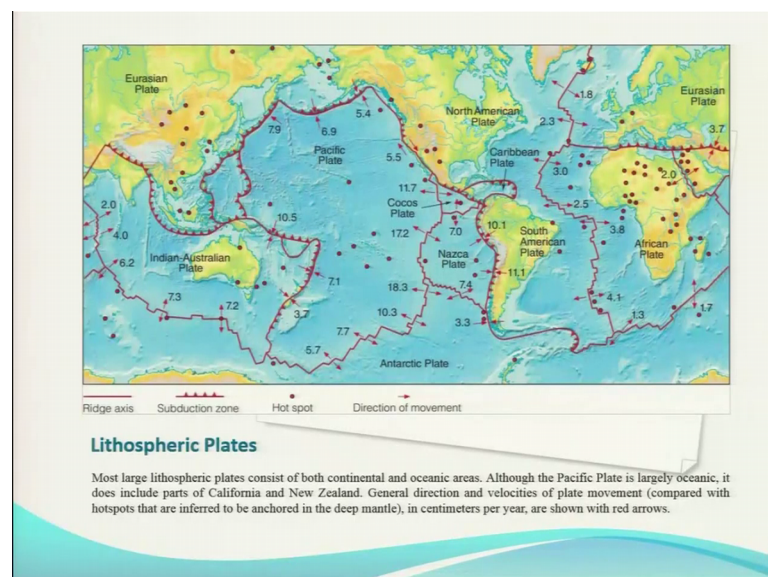 Eurasian
Plate
Eurasian
Plate
North American
Plate
1.8
2.3
3.7
5.4
7.9
6.9
Pacific
Plate
5.5
Caribbean
Plate
3.0
2.0
11.7
Cocos
Plate
2.0
10.5
2.5
4.0
17.2
7.0
10.1
South
American
Plate
3.8
African
Plate
6.2
Indian-Australian
Plate
Nazca
Plate
11.1
7.1
18.3
7.4
7.3
7.2
3.7
10.3
3.3
4.1
1.3
1.7
7.7
5.7
Antarctic Plate
Ridge axis
Subduction zone
Hot spot
Direction of movement
Lithospheric Plates
Most large lithospheric plates consist of both continental and oceanic areas. Although the Pacific Plate is largely oceanic, it
does include parts of California and New Zealand. General direction and velocities of plate movement (compared with
hotspots that are inferred to be anchored in the deep mantle), in centimeters per year, are shown with red arrows.